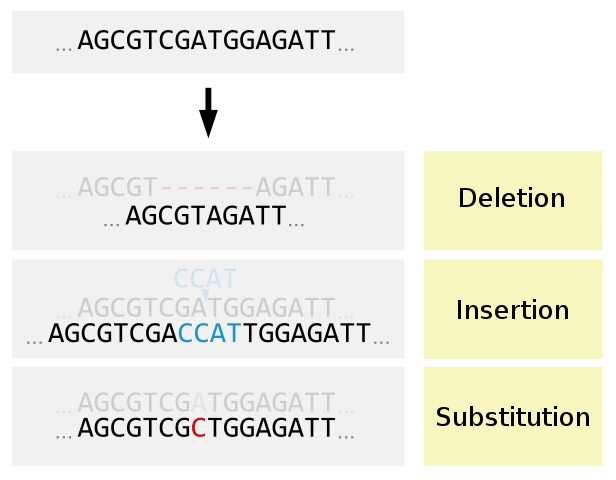 ...AGCGTCGATGGAGATT...
...AGCGT------AGATT...
...AGCGTAGATT...
Deletion
CCAT
...AGCGTCGATGGAGATT...
...AGCGTCGACCATTGGAGATT...
Insertion
...AGCGTCGATGGAGATT...
...AGCGTCGCTGGAGATT...
Substitution